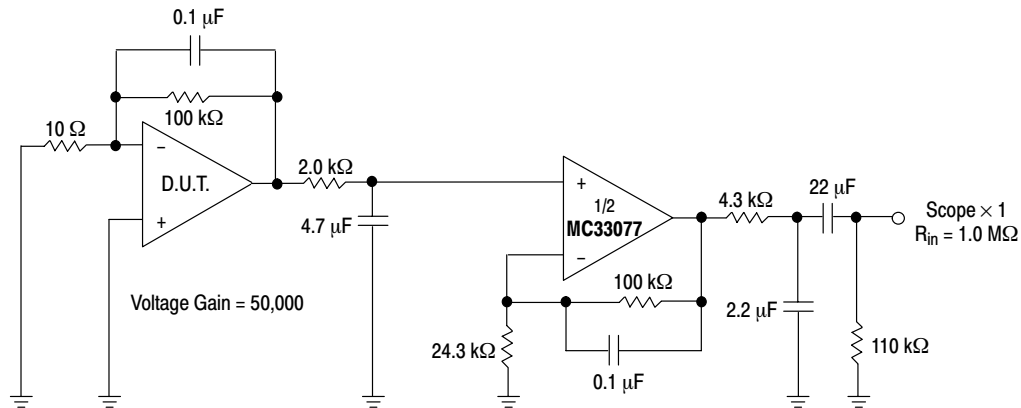 0.1 μF
100 kΩ
10 Ω
−
D.U.T.
+
2.0 kΩ
4.7 μF
Voltage Gain = 50,000
+
1/2
MC33077
−
100 kΩ
24.3 kΩ
0.1 μF
4.3 kΩ
22 μF
2.2 μF
110 kΩ
Scope × 1
Rin = 1.0 MΩ